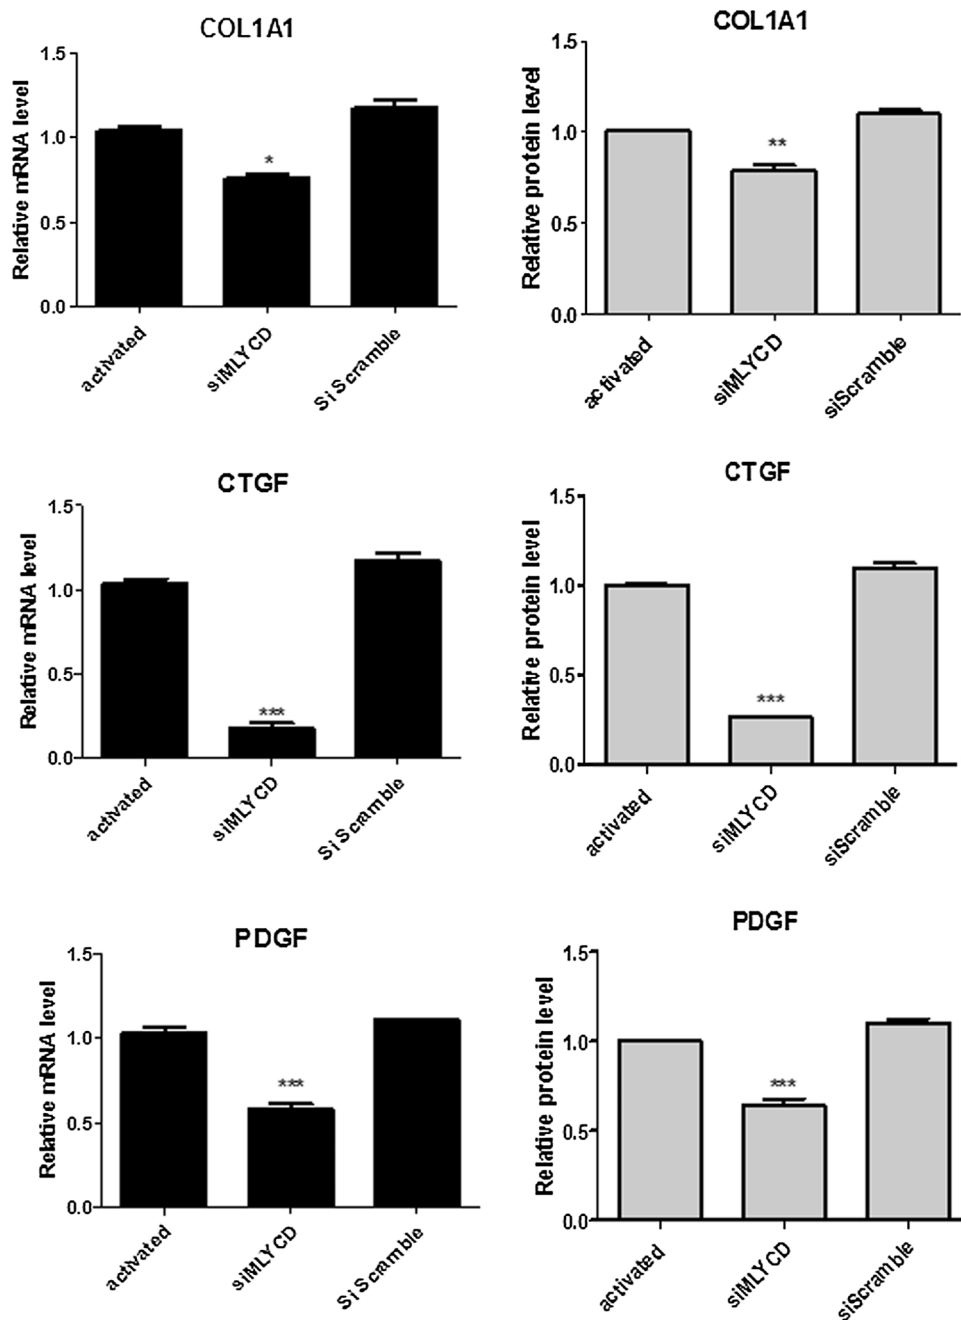 COL1A1
Relative mRNA level
1.5
1.0
0.5
0.0
*
activated
siMLYCD
Si Scramble
COL1A1
Relative protein level
1.5
1.0
0.5
0.0
**
activated
siMLYCD
siScramble
CTGF
Relative mRNA level
1.5
1.0
0.5
0.0
***
activated
siMLYCD
Si Scramble
CTGF
Relative protein level
1.5
1.0
0.5
0.0
***
activated
siMLYCD
siScramble
PDGF
Relative mRNA level
1.5
1.0
0.5
0.0
***
activated
siMLYCD
Si Scramble
PDGF
Relative protein level
1.5
1.0
0.5
0.0
***
activated
siMLYCD
siScramble